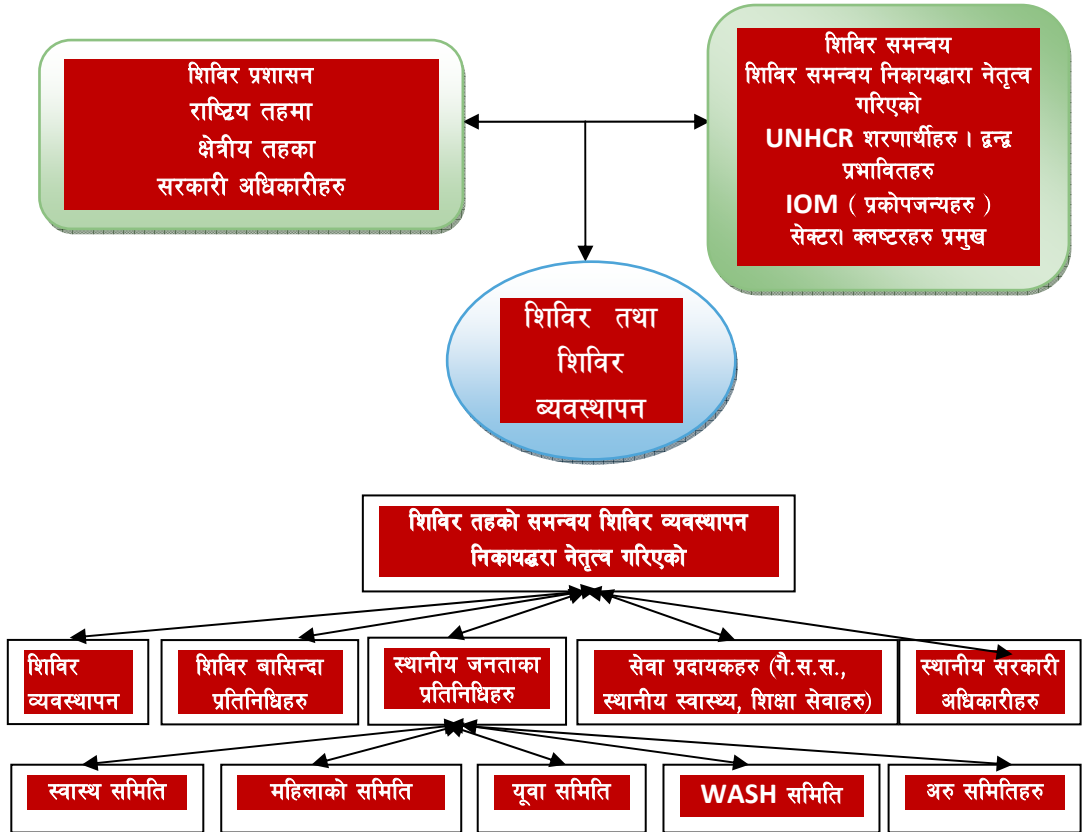 शिविर प्रशासन
राष्ट्रिय तहमा
क्षेत्रीय तहका
सरकारी अधिकारीहरु
शिविर समन्वय
शिविर समन्वय निकायद्धारा नेतृत्व
गरिएको
UNHCR शरणार्थीहरु । द्वन्द्व
प्रभावितहरु
IOM ( प्रकोपजन्यहरु )
सेक्टर। क्लष्टरहरु प्रमुख
शिविर तथा
शिविर
ब्यवस्थापन
शिविर तहको समन्वय शिविर व्यवस्थापन
निकायद्धरा नेतृत्व गरिएको
शिविर
व्यवस्थापन
शिविर बासिन्दा
प्रतिनिधिहरु
स्थानीय जनताका
प्रतिनिधिहरु
सेवा प्रदायकहरु (गै.स.स.,
स्थानीय स्वास्थ्य, शिक्षा सेवाहरु)
स्थानीय सरकारी
अधिकारीहरु
स्वास्थ समिति
महिलाको समिति
यूवा समिति
WASH समिति
अरु समितिहरु